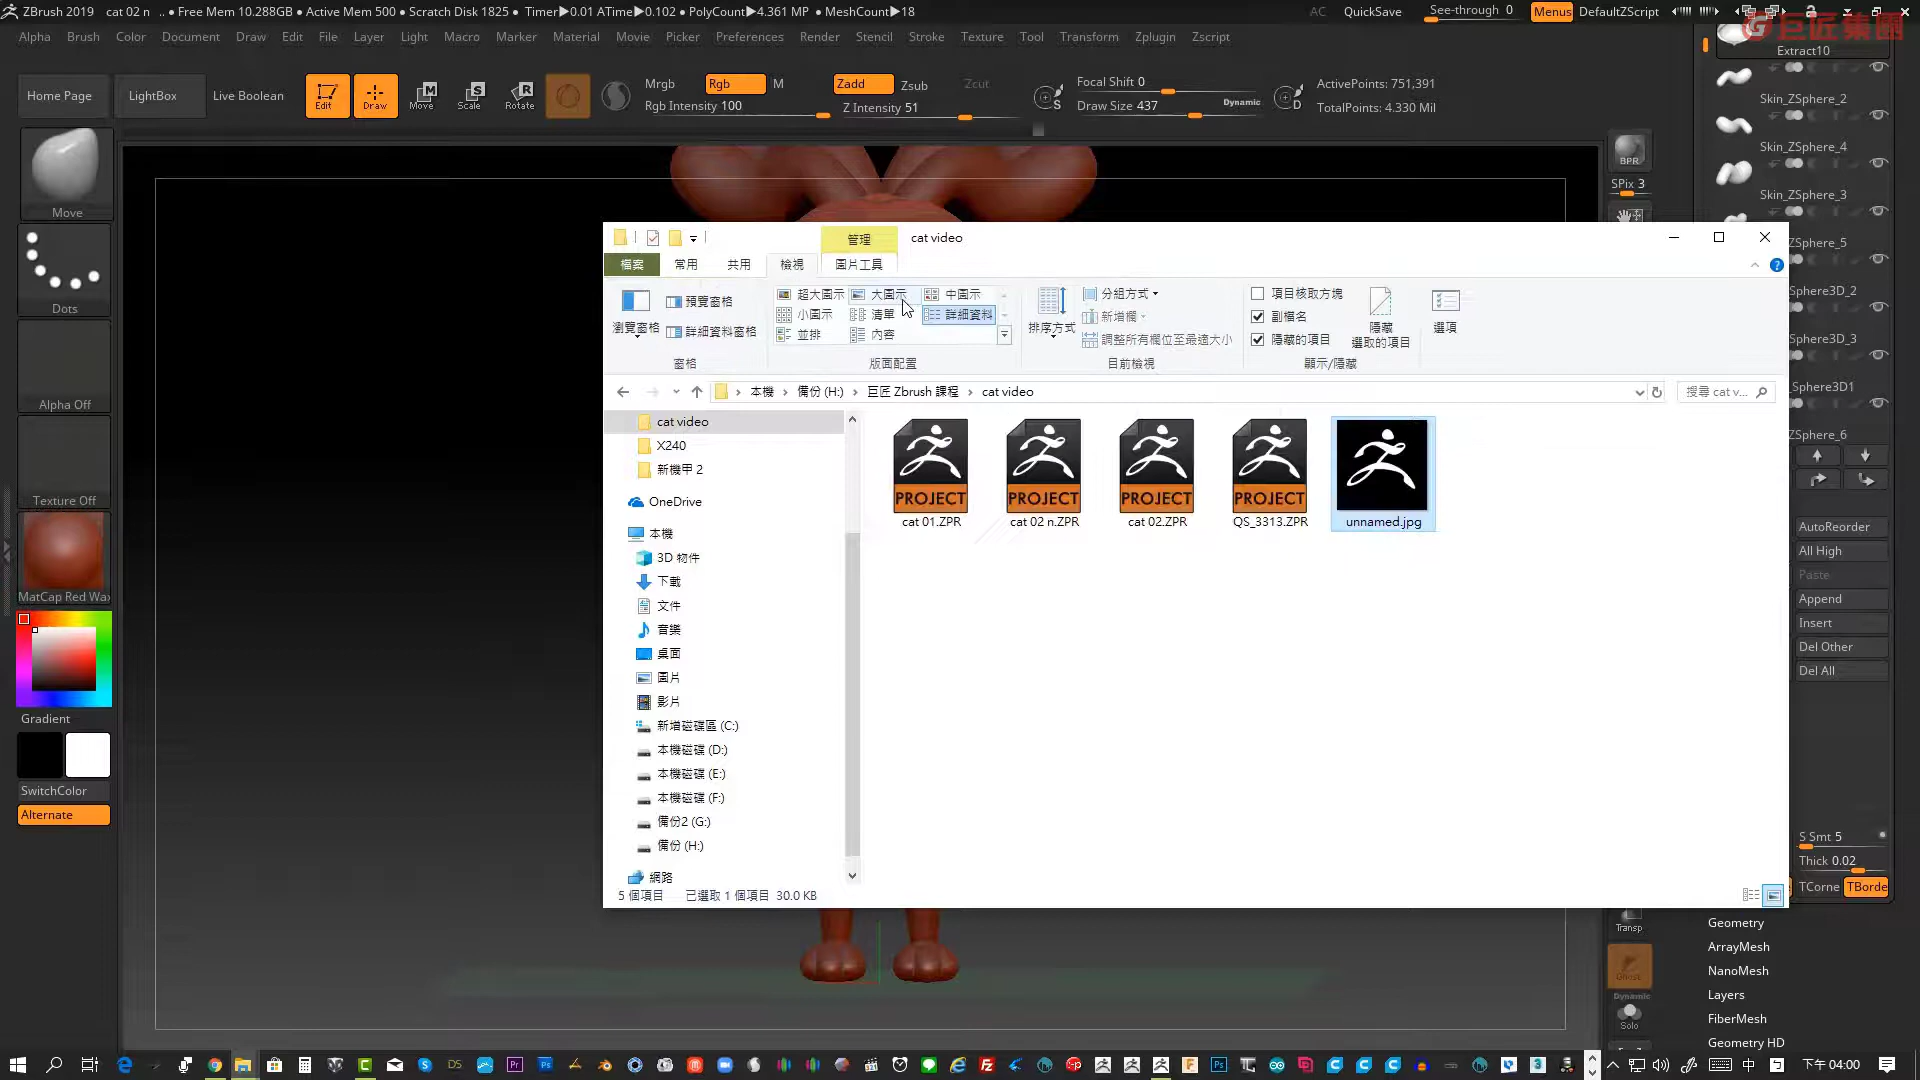 ZBrush 2019 cat 02 n .. • Free Mem 10.288GB • Active Mem 500 • Scratch Disk 1825 • Timer▶0.01 ATime▶0.102 • PolyCount▶4.361 MP • MeshCount▶18 AC QuickSave See-through 0 Menus DefaultZScript
巨匠集團
Alpha Brush Color Document Draw Edit File Layer Light Macro Marker Material Movie Picker Preferences Render Stencil Stroke Texture Tool Transform Zplugin Zscript
Home Page LightBox Live Boolean Edit Draw Move Scale Rotate
Mrgb Rgb M Zadd Zsub Zcut
Rgb Intensity 100 Z Intensity 51
Focal Shift 0
Draw Size 437 Dynamic
S D
ActivePoints: 751,391
TotalPoints: 4.330 Mil
Extract10
Skin_ZSphere_2
Skin_ZSphere_4
Skin_ZSphere_3
ZSphere_5
Sphere3D_2
Sphere3D_3
Sphere3D1
ZSphere_6
AutoReorder
All High
Paste
Append
Insert
Del Other
Del All
S Smt 5
Thick 0.02
TCorne TBorde
Geometry
ArrayMesh
NanoMesh
Layers
FiberMesh
Geometry HD
BPR
SPix 3
Transp
Ghost
Dynamic
Solo
Move
Dots
Alpha Off
Texture Off
MatCap Red Wax
Gradient
SwitchColor
Alternate
管理 cat video
檔案 常用 共用 檢視 圖片工具
瀏覽窗格 預覽窗格
詳細資料窗格
窗格
超大圖示 大圖示 中圖示
小圖示 清單 詳細資料
並排 內容
版面配置
排序方式 分組方式
新增欄
調整所有欄位至最適大小
目前檢視
項目核取方塊
副檔名
隱藏的項目
隱藏
選取的項目
顯示/隱藏
選項
本機 備份 (H:) 巨匠 Zbrush 課程 cat video
搜尋 cat v...
cat video
X240
新機甲 2
OneDrive
本機
3D 物件
下載
文件
音樂
桌面
圖片
影片
新增磁碟區 (C:)
本機磁碟 (D:)
本機磁碟 (E:)
本機磁碟 (F:)
備份2 (G:)
備份 (H:)
網路
PROJECT PROJECT PROJECT PROJECT
cat 01.ZPR cat 02 n.ZPR cat 02.ZPR QS_3313.ZPR unnamed.jpg
5 個項目 已選取 1 個項目 30.0 KB
中 下午 04:00